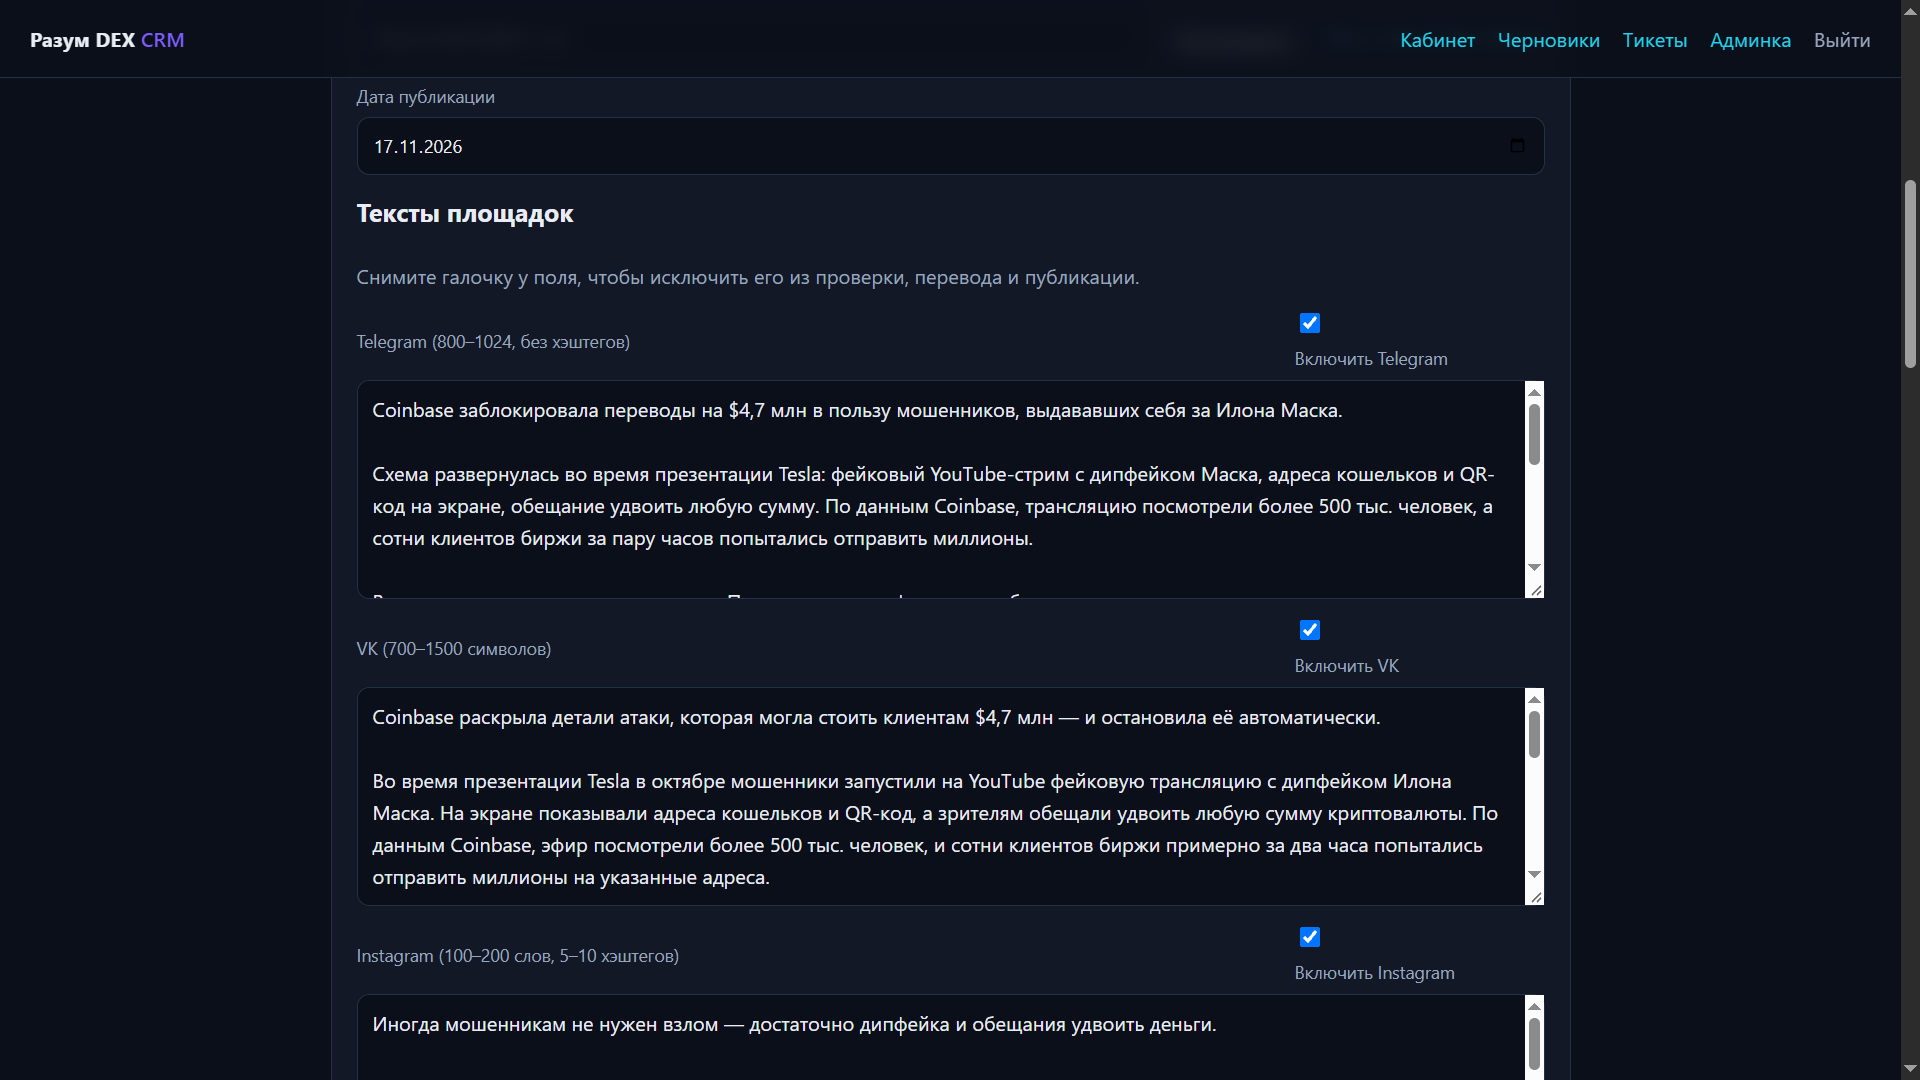 Разум DEX CRM
Кабинет Черновики Тикеты Админка Выйти
Дата публикации
17.11.2026
Тексты площадок
Снимите галочку у поля, чтобы исключить его из проверки, перевода и публикации.
Telegram (800–1024, без хэштегов)
Включить Telegram
Coinbase заблокировала переводы на $4,7 млн в пользу мошенников, выдававших себя за Илона Маска.
Схема развернулась во время презентации Tesla: фейковый YouTube-стрим с дипфейком Маска, адреса кошельков и QR-
код на экране, обещание удвоить любую сумму. По данным Coinbase, трансляцию посмотрели более 500 тыс. человек, а
сотни клиентов биржи за пару часов попытались отправить миллионы.
VK (700–1500 символов)
Включить VK
Coinbase раскрыла детали атаки, которая могла стоить клиентам $4,7 млн — и остановила её автоматически.
Во время презентации Tesla в октябре мошенники запустили на YouTube фейковую трансляцию с дипфейком Илона
Маска. На экране показывали адреса кошельков и QR-код, а зрителям обещали удвоить любую сумму криптовалюты. По
данным Coinbase, эфир посмотрели более 500 тыс. человек, и сотни клиентов биржи примерно за два часа попытались
отправить миллионы на указанные адреса.
Instagram (100–200 слов, 5–10 хэштегов)
Включить Instagram
Иногда мошенникам не нужен взлом — достаточно дипфейка и обещания удвоить деньги.